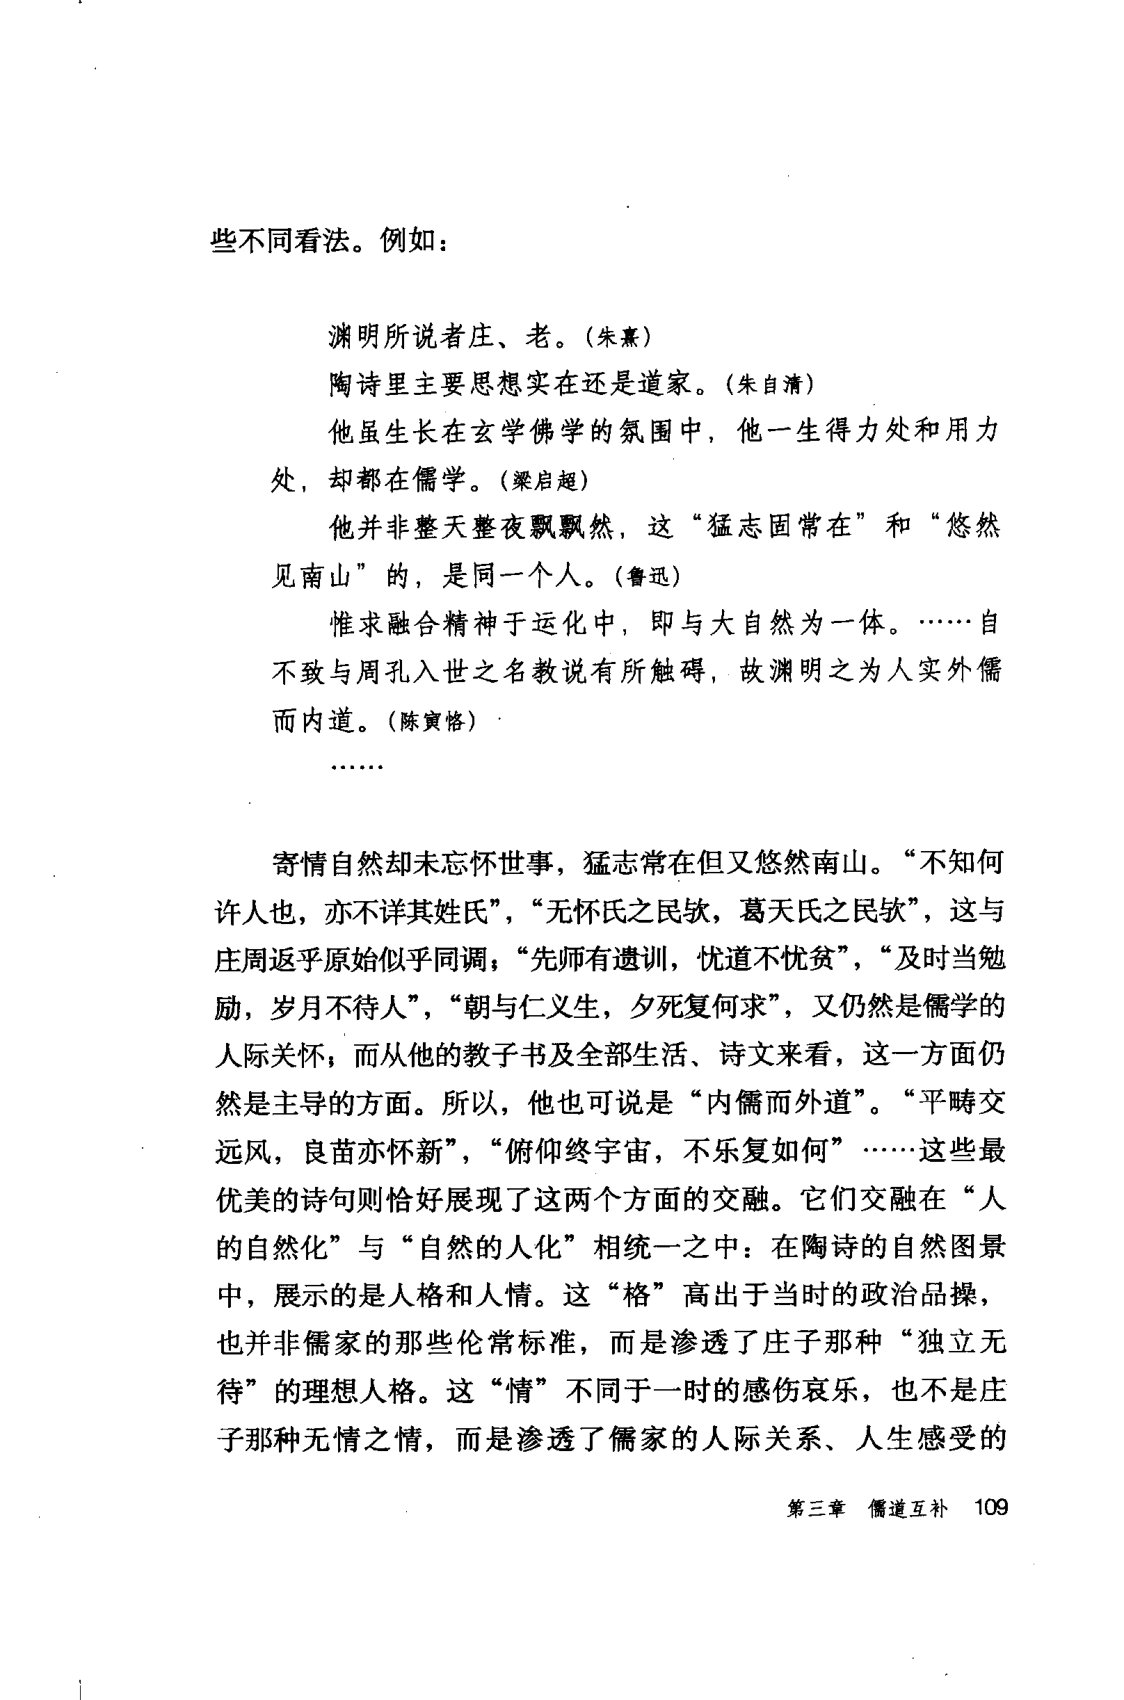 些不同看法。例如：
渊明所说者庄、老。（朱熹）
陶诗里主要思想实在还是道家。（朱自清）
他虽生长在玄学佛学的氛围中，他一生得力处和用力
处，却都在儒学。（梁启超）
他并非整天整夜飘飘然，这“猛志固常在”和“悠然
见南山”的，是同一个人。（鲁迅）
惟求融合精神于运化中，即与大自然为一体。……自
不致与周孔入世之名教说有所触碍，故渊明之为人实外儒
而内道。（陈寅恪）
……
寄情自然却未忘怀世事，猛志常在但又悠然南山。“不知何
许人也，亦不详其姓氏”，“无怀氏之民欤，葛天氏之民欤”，这与
庄周返乎原始似乎同调；“先师有遗训，忧道不忧贫”，“及时当勉
励，岁月不待人”，“朝与仁义生，夕死复何求”，又仍然是儒学的
人际关怀；而从他的教子书及全部生活、诗文来看，这一方面仍
然是主导的方面。所以，他也可说是“内儒而外道”。“平畴交
远风，良苗亦怀新”，“俯仰终宇宙，不乐复如何”……这些最
优美的诗句则恰好展现了这两个方面的交融。它们交融在“人
的自然化”与“自然的人化”相统一之中：在陶诗的自然图景
中，展示的是人格和人情。这“格”高出于当时的政治品操，
也并非儒家的那些伦常标准，而是渗透了庄子那种“独立无
待”的理想人格。这“情”不同于一时的感伤哀乐，也不是庄
子那种无情之情，而是渗透了儒家的人际关系、人生感受的
第三章 儒道互补 109